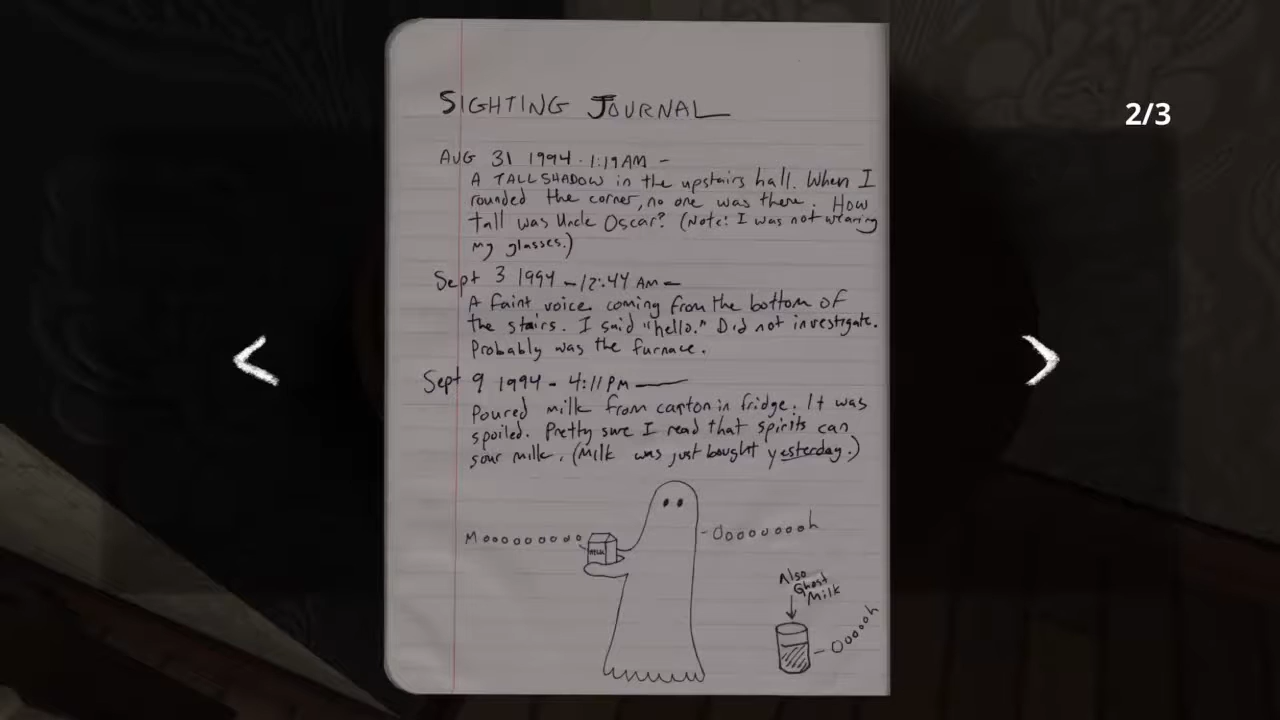 SIGHTING JOURNAL
2/3
AUG 31 1994 - 1:19 AM -
A TALL SHADOW in the upstairs hall. When I
rounded the corner, no one was there. How
tall was Uncle Oscar? (Note: I was not wearing
my glasses.)
Sept 3 1994 - 12:44 AM -
A faint voice coming from the bottom of
the stairs. I said "hello." Did not investigate.
Probably was the furnace.
Sept 9 1994 - 4:11 PM -
Poured milk from carton in fridge. It was
spoiled. Pretty sure I read that spirits can
sour milk. (Milk was just bought yesterday.)
Mooooooooo
MILK
-Ooooooooh
Also
Ghost
Milk
-Oooooh